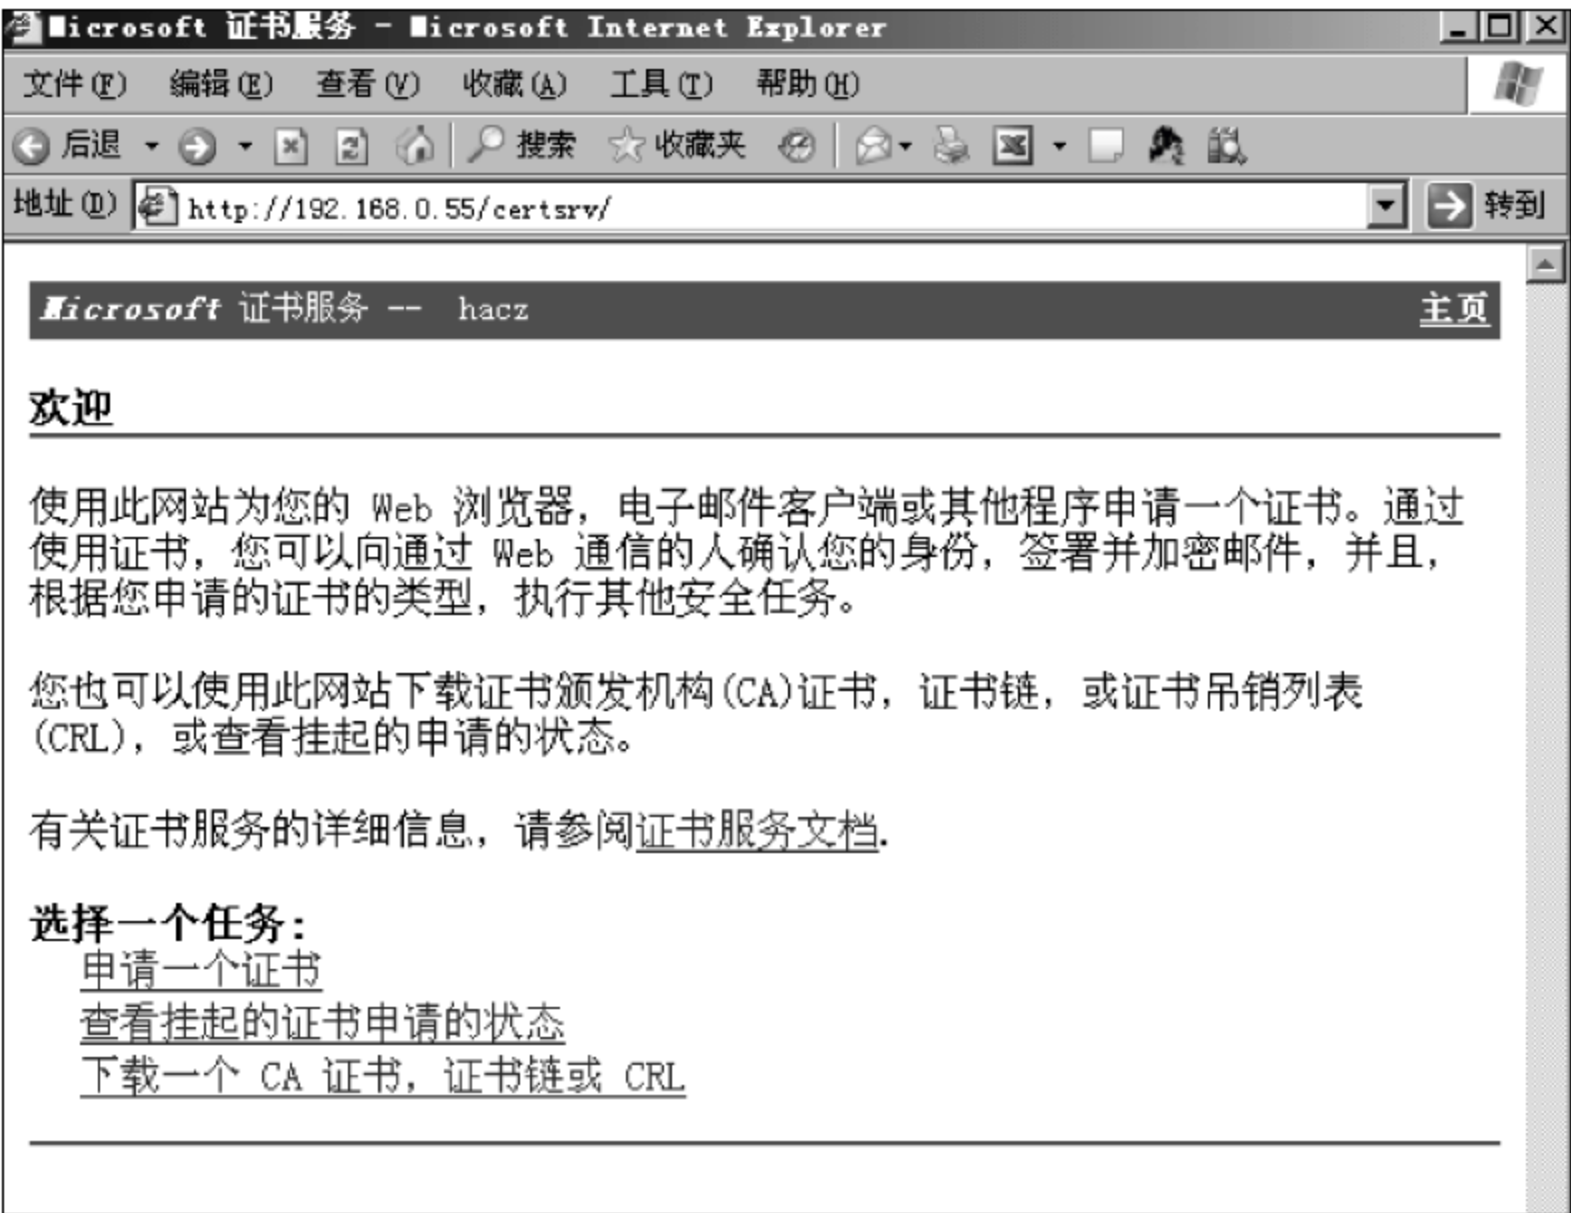 Microsoft 证书服务 - Microsoft Internet Explorer
文件(F) 编辑(E) 查看(V) 收藏(A) 工具(T) 帮助(H)
后退 搜索 收藏夹
地址(D) http://192.168.0.55/certsrv/ 转到
Microsoft 证书服务 -- hacz 主页
欢迎
使用此网站为您的 Web 浏览器，电子邮件客户端或其他程序申请一个证书。通过
使用证书，您可以向通过 Web 通信的人确认您的身份，签署并加密邮件，并且，
根据您申请的证书的类型，执行其他安全任务。
您也可以使用此网站下载证书颁发机构(CA)证书，证书链，或证书吊销列表
(CRL)，或查看挂起的申请的状态。
有关证书服务的详细信息，请参阅证书服务文档.
选择一个任务:
申请一个证书
查看挂起的证书申请的状态
下载一个 CA 证书，证书链或 CRL